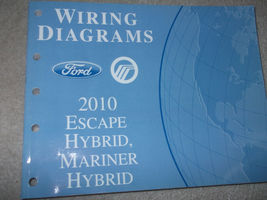 WIRING
DIAGRAMS
Ford
2010
ESCAPE
HYBRID,
MARINER
HYBRID